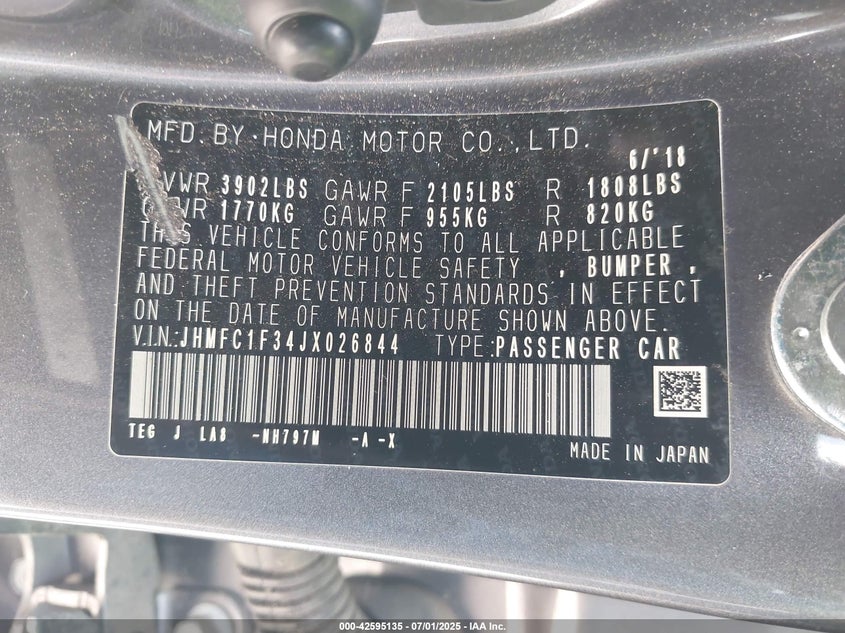 MFD. BY · HONDA MOTOR CO., LTD.
6/'18
VWR 3902LBS GAWR F 2105LBS R 1808LBS
WR 1770KG GAWR F 955KG R 820KG
THIS VEHICLE CONFORMS TO ALL APPLICABLE
FEDERAL MOTOR VEHICLE SAFETY , BUMPER ,
AND THEFT PREVENTION STANDARDS IN EFFECT
ON THE DATE OF MANUFACTURE SHOWN ABOVE.
V.I.N.:JHMFC1F34JX026844 TYPE:PASSENGER CAR
TEG J LA8 -NH797M -A -X
MADE IN JAPAN
000-42595135 - 07/01/2025 - IAA Inc.